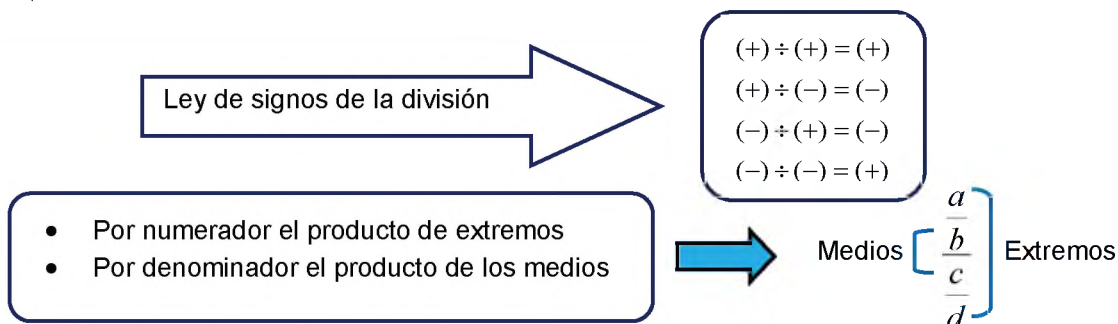 Ley de signos de la división
(+) ÷ (+) = (+)
(+) ÷ (−) = (−)
(−) ÷ (+) = (−)
(−) ÷ (−) = (+)
• Por numerador el producto de extremos
• Por denominador el producto de los medios
Medios
a
b
c
d
Extremos